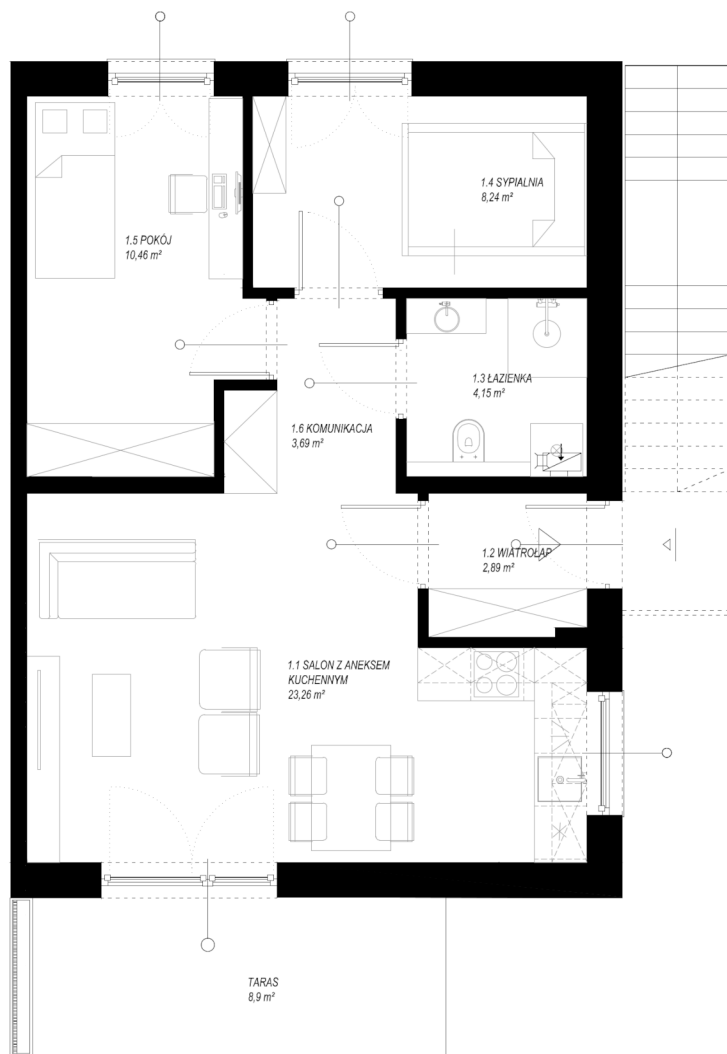 1.4 SYPIALNIA
8,24 m²
1.5 POKÓJ
10,46 m²
1.3 ŁAZIENKA
4,15 m²
1.6 KOMUNIKACJA
3,69 m²
1.2 WIATROŁAP
2,89 m²
1.1 SALON Z ANEKSEM
KUCHENNYM
23,26 m²
TARAS
8,9 m²